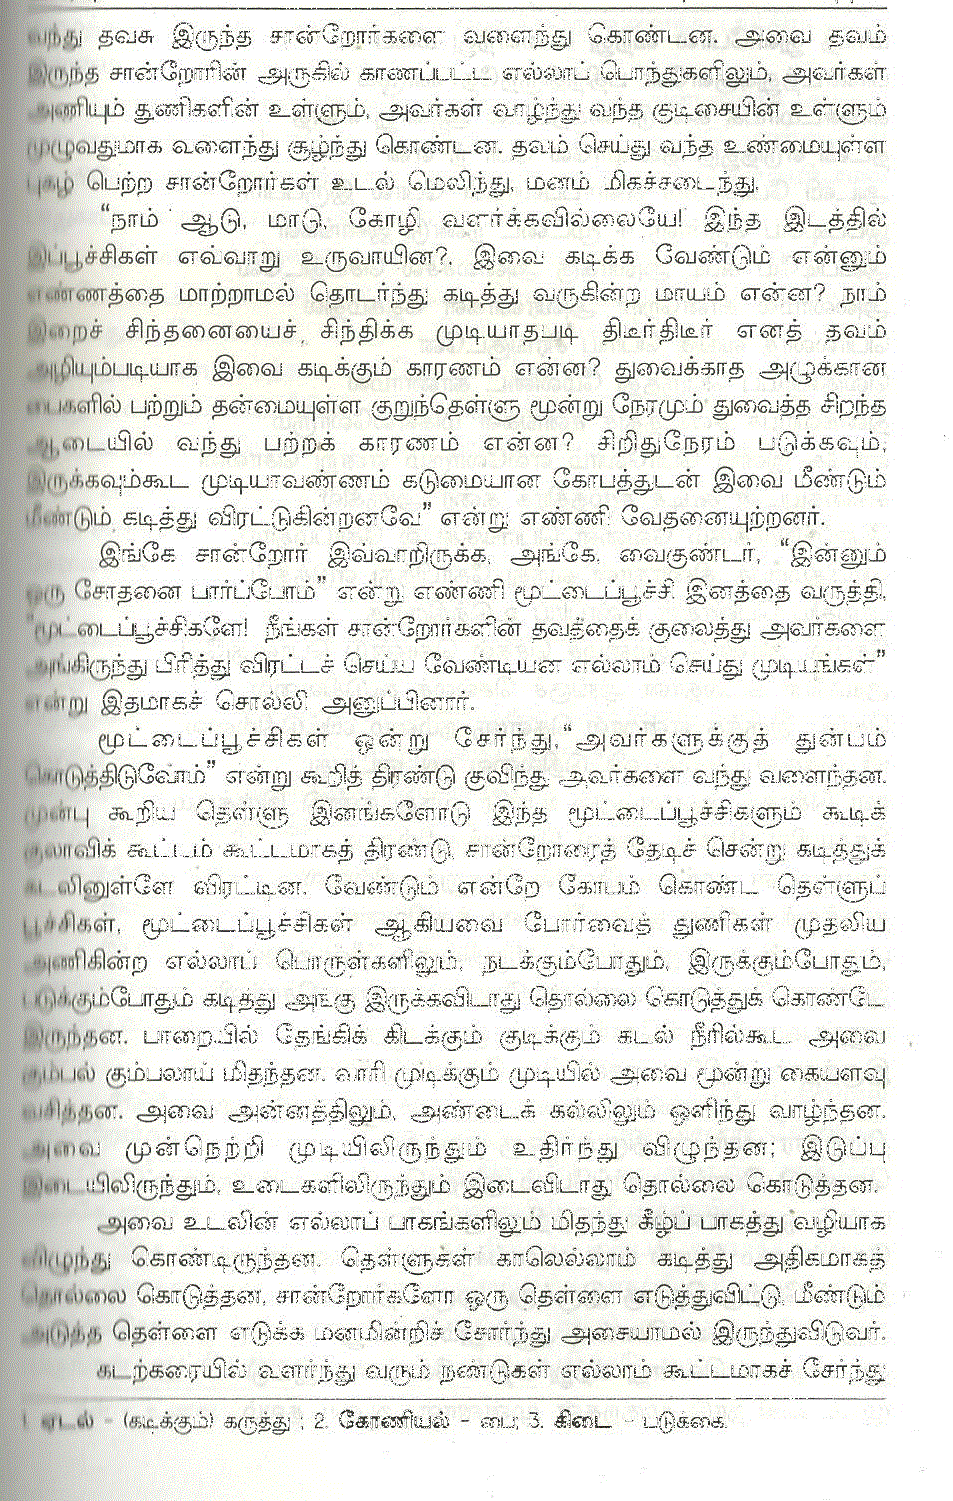 வந்து தவசு இருந்த சான்றோர்களை வளைந்து கொண்டன. அவை தவம்
இருந்த சான்றோரின் அருகில் காணப்பட்ட எல்லாப் பொந்துகளிலும், அவர்கள்
அணியும் துணிகளின் உள்ளும், அவர்கள் வாழ்ந்து வந்த குடிசையின் உள்ளும்
முழுவதுமாக வளைந்து சூழ்ந்து கொண்டன. தவம் செய்து வந்த உண்மையுள்ள
புகழ் பெற்ற சான்றோர்கள் உடல் மெலிந்து, மனம் மிகச்சடைந்து,
“நாம் ஆடு, மாடு, கோழி வளர்க்கவில்லையே! இந்த இடத்தில்
இப்பூச்சிகள் எவ்வாறு உருவாயின?, இவை கடிக்க வேண்டும் என்னும்
எண்ணத்தை மாற்றாமல் தொடர்ந்து கடித்து வருகின்ற மாயம் என்ன? நாம்
இறைச் சிந்தனையைச் சிந்திக்க முடியாதபடி திடீர்திடீர் எனத் தவம்
அழியும்படியாக இவை கடிக்கும் காரணம் என்ன? துவைக்காத அழுக்கான
பைகளில் பற்றும் தன்மையுள்ள குறுந்தெள்ளு மூன்று நேரமும் துவைத்த சிறந்த
ஆடையில் வந்து பற்றக் காரணம் என்ன? சிறிதுநேரம் படுக்கவும்,
இருக்கவும்கூட முடியாவண்ணம் கடுமையான கோபத்துடன் இவை மீண்டும்
மீண்டும் கடித்து விரட்டுகின்றனவே” என்று எண்ணி வேதனையுற்றனர்.
இங்கே சான்றோர் இவ்வாறிருக்க, அங்கே, வைகுண்டர், “இன்னும்
ஒரு சோதனை பார்ப்போம்” என்று எண்ணி மூட்டைப்பூச்சி இனத்தை வருத்தி,
“மூட்டைப்பூச்சிகளே! நீங்கள் சான்றோர்களின் தவத்தைக் குலைத்து அவர்களை
அங்கிருந்து பிரித்து விரட்டச் செய்ய வேண்டியன எல்லாம் செய்து முடியுங்கள்”
என்று இதமாகச் சொல்லி அனுப்பினார்.
மூட்டைப்பூச்சிகள் ஒன்று சேர்ந்து,“அவர்களுக்குத் துன்பம்
கொடுத்திடுவோம்” என்று கூறித் திரண்டு குவிந்து அவர்களை வந்து வளைந்தன.
முன்பு கூறிய தெள்ளு இனங்களோடு இந்த மூட்டைப்பூச்சிகளும் கூடிக்
குலாவிக் கூட்டம் கூட்டமாகத் திரண்டு, சான்றோரைத் தேடிச் சென்று கடித்துக்
கடலினுள்ளே விரட்டின. வேண்டும் என்றே கோபம் கொண்ட தெள்ளுப்
பூச்சிகள், மூட்டைப்பூச்சிகள் ஆகியவை போர்வைத் துணிகள் முதலிய
அணிகின்ற எல்லாப் பொருள்களிலும், நடக்கும்போதும், இருக்கும்போதும்,
படுக்கும்போதும் கடித்து அங்கு இருக்கவிடாது தொல்லை கொடுத்துக் கொண்டே
இருந்தன. பாறையில் தேங்கிக் கிடக்கும் குடிக்கும் கடல் நீரில்கூட அவை
கும்பல் கும்பலாய் மிதந்தன. வாரி முடிக்கும் முடியில் அவை மூன்று கையளவு
வசித்தன. அவை அன்னத்திலும், அண்டைக் கல்லிலும் ஒளிந்து வாழ்ந்தன.
அவை முன்நெற்றி முடியிலிருந்தும் உதிர்ந்து விழுந்தன; இடுப்பு
இடையிலிருந்தும், உடைகளிலிருந்தும் இடைவிடாது தொல்லை கொடுத்தன.
அவை உடலின் எல்லாப் பாகங்களிலும் மிதந்து கீழ்ப் பாகத்து வழியாக
விழுந்து கொண்டிருந்தன. தெள்ளுகள் காலெல்லாம் கடித்து அதிகமாகத்
தொல்லை கொடுத்தன, சான்றோர்களோ ஒரு தெள்ளை எடுத்துவிட்டு, மீண்டும்
அடுத்த தெள்ளை எடுக்க மனமின்றிச் சோர்ந்து அசையாமல் இருந்துவிடுவர்.
கடற்கரையில் ஊர்ந்து வரும் நண்டுகள் எல்லாம் கூட்டமாகச் சேர்ந்து
1. ஏடல் – (கடிக்கும்) கருத்து ; 2. கோணியல் – பை; 3. கிடை – படுக்கை.